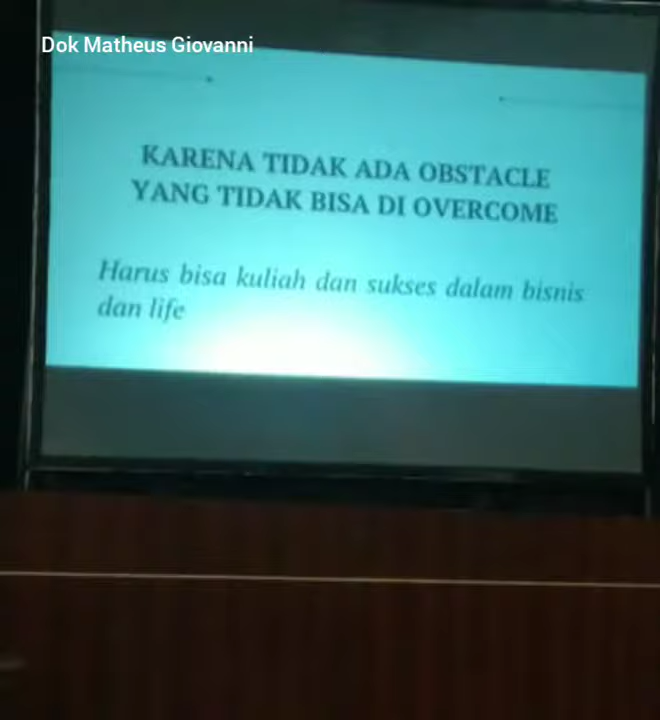 Dok Matheus Giovanni
KARENA TIDAK ADA OBSTACLE
YANG TIDAK BISA DI OVERCOME
Harus bisa kuliah dan sukses dalam bisnis
dan life